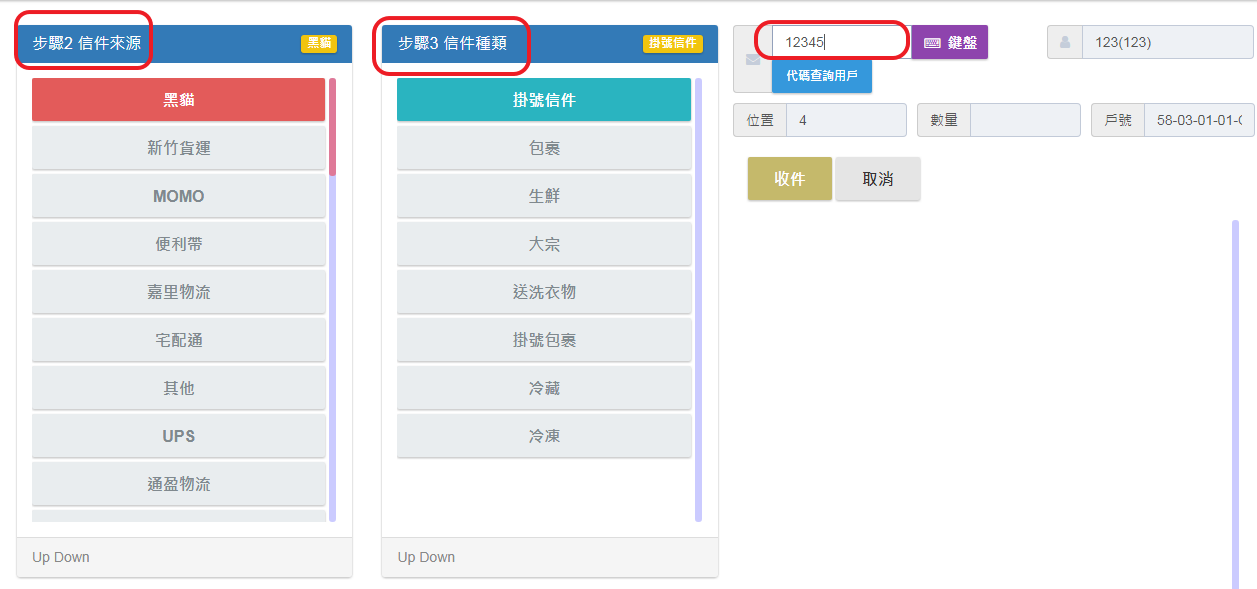 步驟2 信件來源 黑貓
黑貓
新竹貨運
MOMO
便利帶
嘉里物流
宅配通
其他
UPS
通盈物流
Up Down
步驟3 信件種類 掛號信件
掛號信件
包裹
生鮮
大宗
送洗衣物
掛號包裹
冷藏
冷凍
Up Down
12345 鍵盤 123(123)
代碼查詢用戶
位置 4 數量 戶號 58-03-01-01-
收件 取消